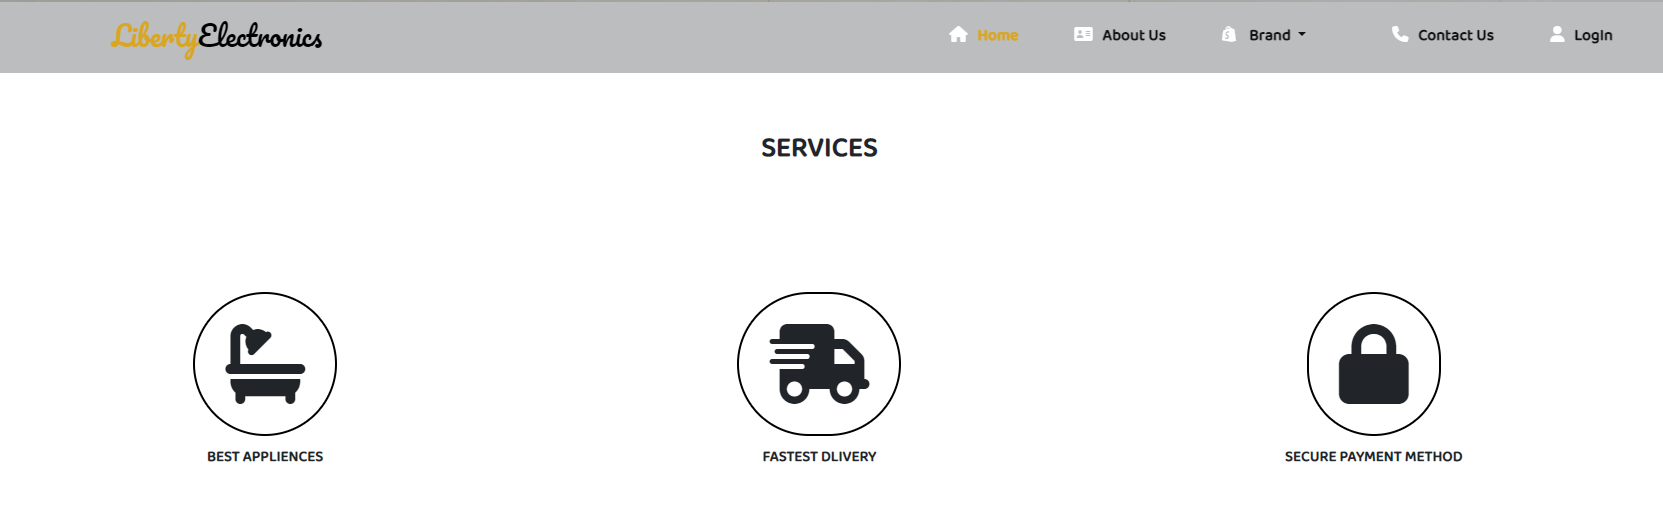 LibertyElectronics Home About Us Brand Contact Us LogIn
SERVICES
BEST APPLIENCES FASTEST DLIVERY SECURE PAYMENT METHOD